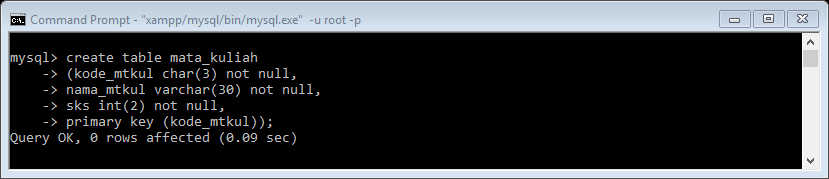 Command Prompt - "xampp/mysql/bin/mysql.exe" -u root -p
mysql> create table mata_kuliah
-> (kode_mtkul char(3) not null,
-> nama_mtkul varchar(30) not null,
-> sks int(2) not null,
-> primary key (kode_mtkul));
Query OK, 0 rows affected (0.09 sec)